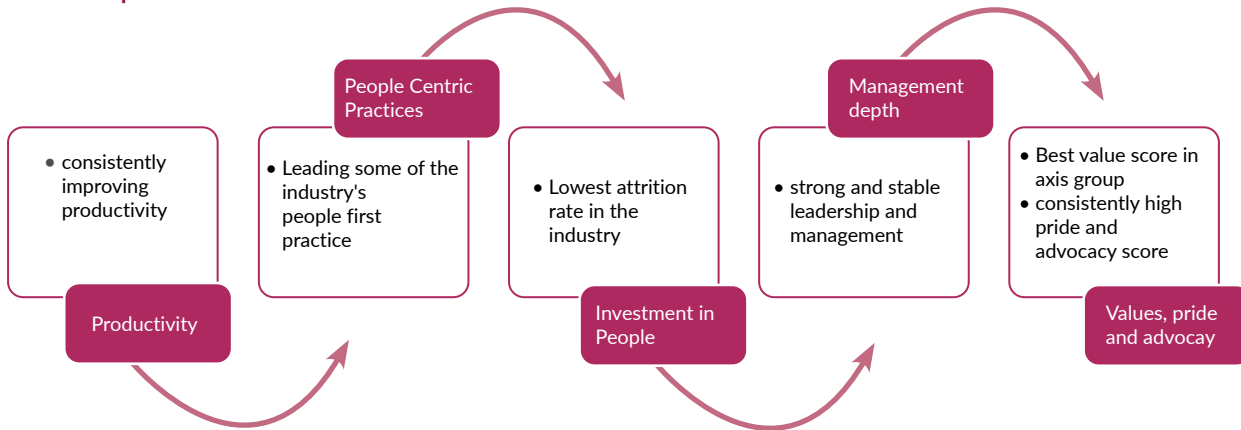 • consistently
improving
productivity
Productivity
People Centric
Practices
• Leading some of the
industry's
people first
practice
• Lowest attrition
rate in the
industry
Investment in
People
Management
depth
• strong and stable
leadership and
management
• Best value score in
axis group
• consistently high
pride and
advocacy score
Values, pride
and advocay